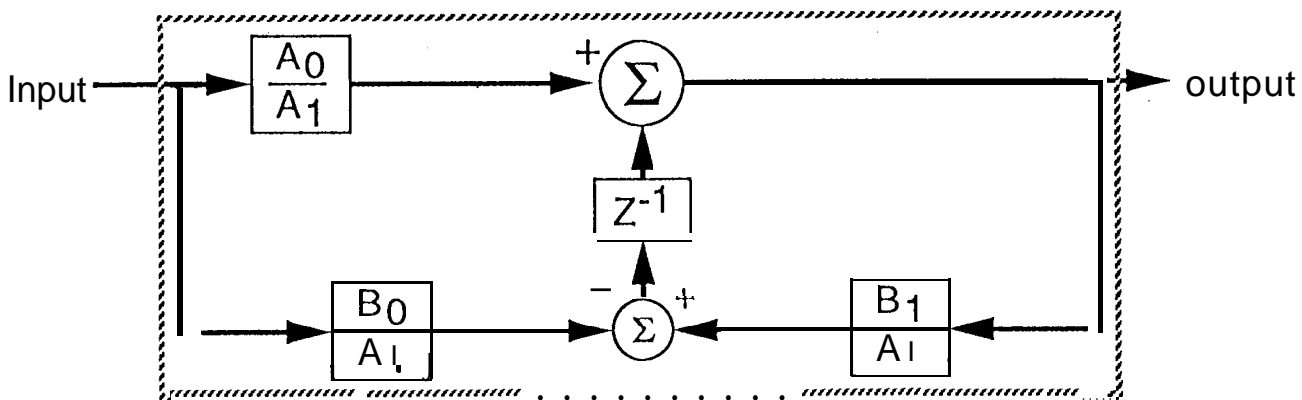 Input
A0
A1
+
Σ
output
Z-1
−
+
B0
A1
Σ
B1
A1